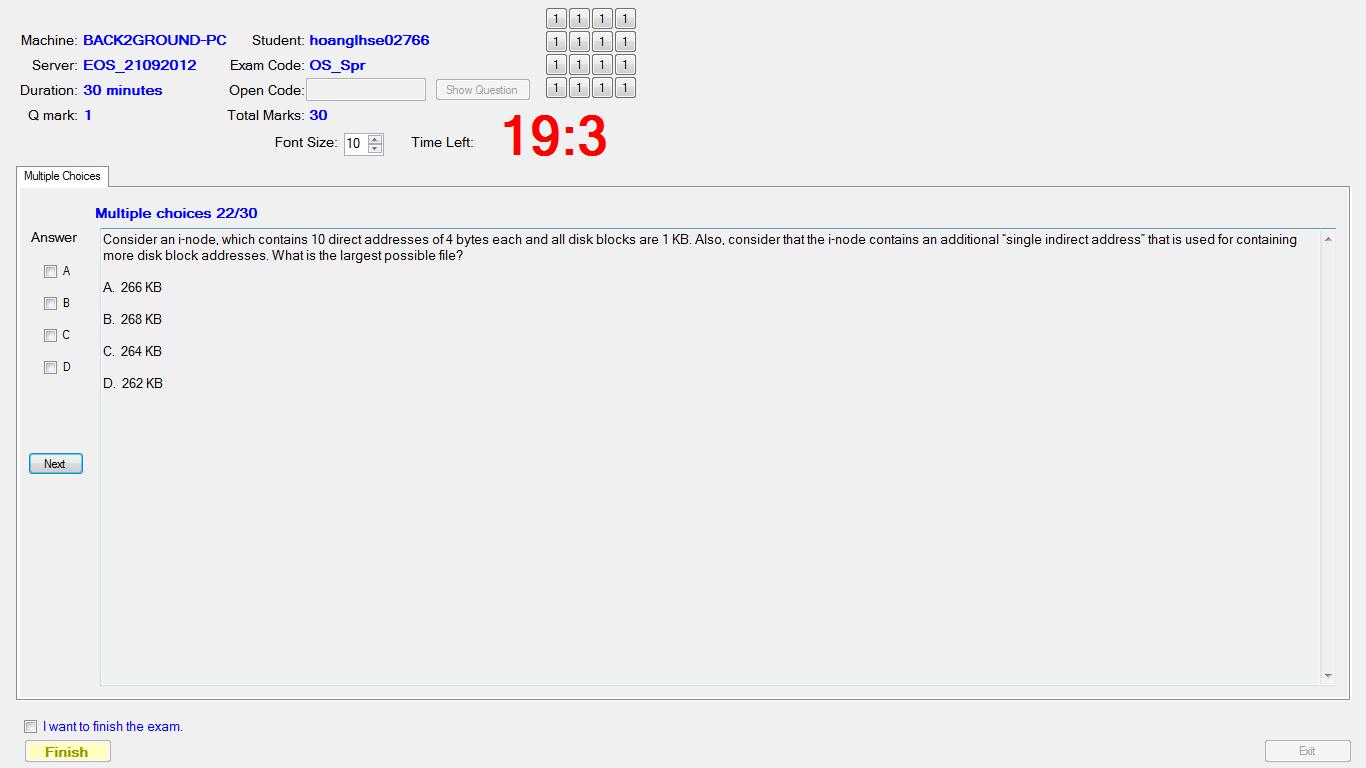 Machine: BACK2GROUND-PC Student: hoanglhse02766
Server: EOS_21092012 Exam Code: OS_Spr
Duration: 30 minutes Open Code: Show Question
Q mark: 1 Total Marks: 30
Font Size: 10 Time Left: 19:3
1 1 1 1
1 1 1 1
1 1 1 1
1 1 1 1
Multiple Choices
Multiple choices 22/30
Answer
A
B
C
D
Next
Consider an i-node, which contains 10 direct addresses of 4 bytes each and all disk blocks are 1 KB. Also, consider that the i-node contains an additional “single indirect address” that is used for containing
more disk block addresses. What is the largest possible file?
A. 266 KB
B. 268 KB
C. 264 KB
D. 262 KB
I want to finish the exam.
Finish
Exit